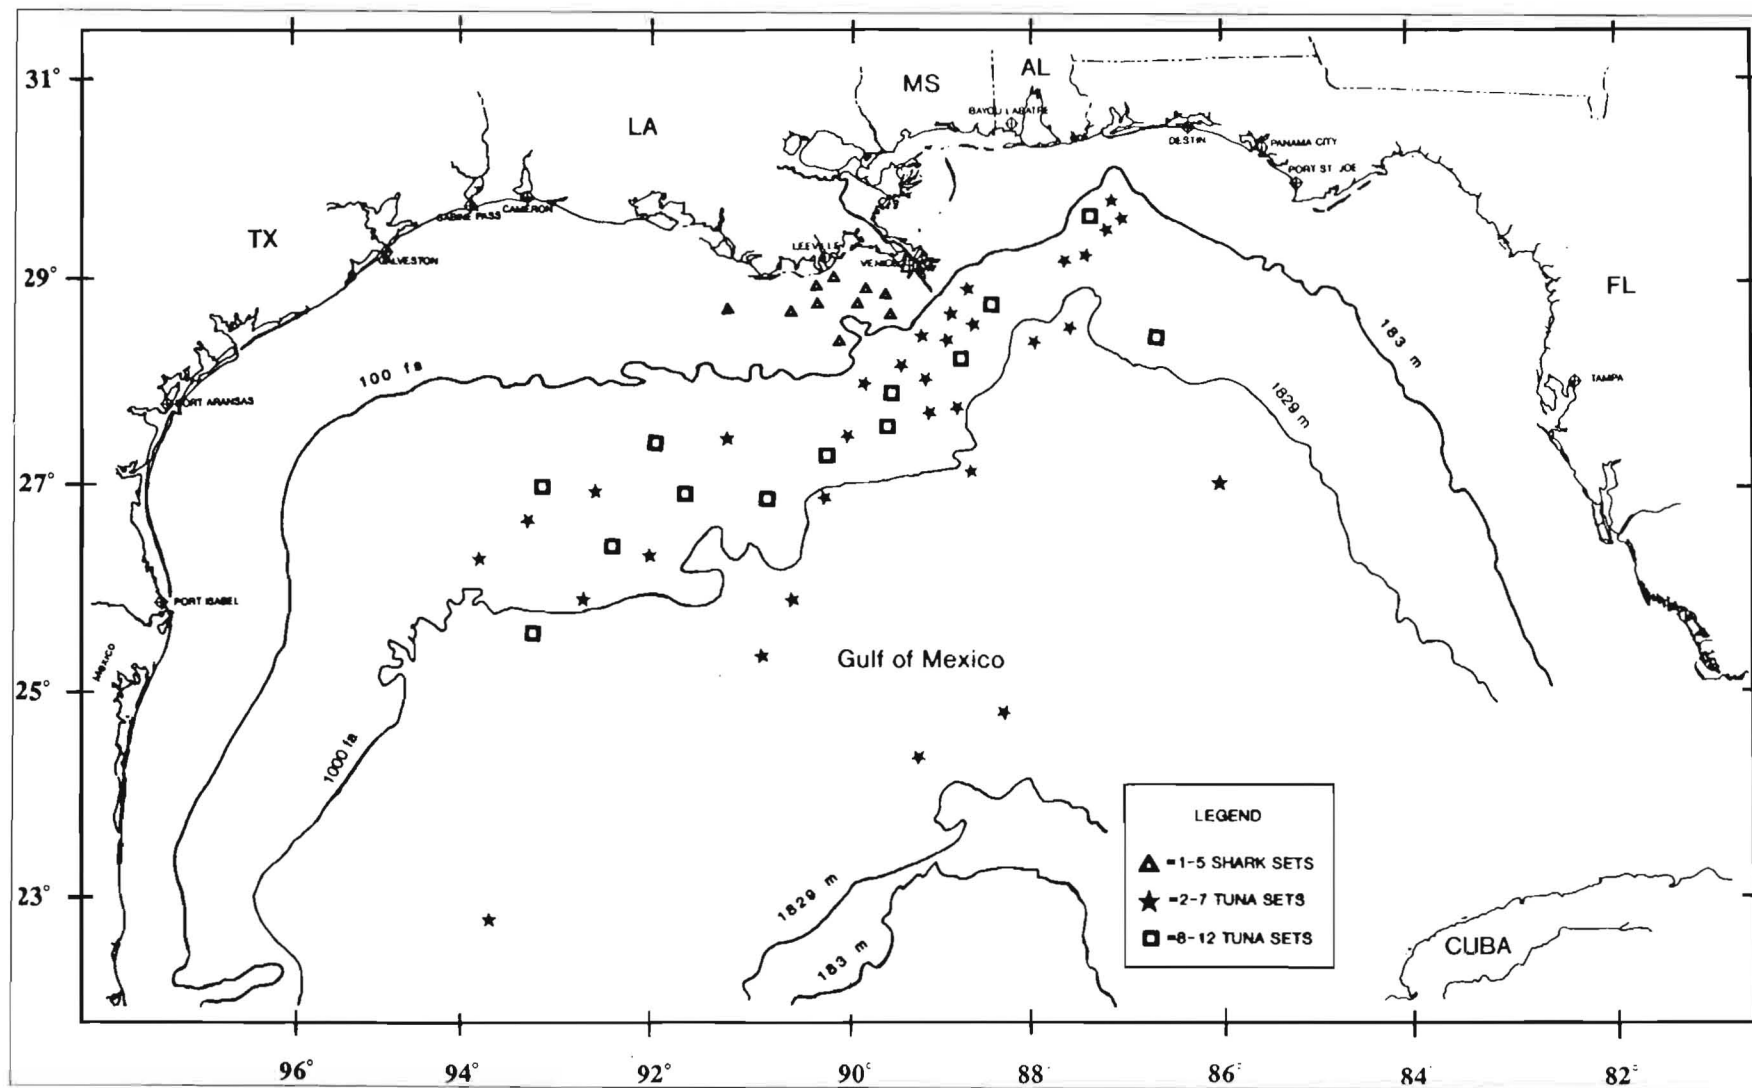 31°
29°
27°
25°
23°
TX
LA
MS
AL
FL
BAYOU LABATRE
DESTIN
PANAMA CITY
PORT ST JOE
SABINE PASS
CAMERON
GALVESTON
LEEVILLE
VENICE
TAMPA
PORT ARANSAS
PORT ISABEL
Mexico
100 fa
1000 fa
183 m
1829 m
Gulf of Mexico
1829 m
183 m
CUBA
LEGEND
=1-5 SHARK SETS
=2-7 TUNA SETS
=8-12 TUNA SETS
96°
94°
92°
90°
88°
86°
84°
82°